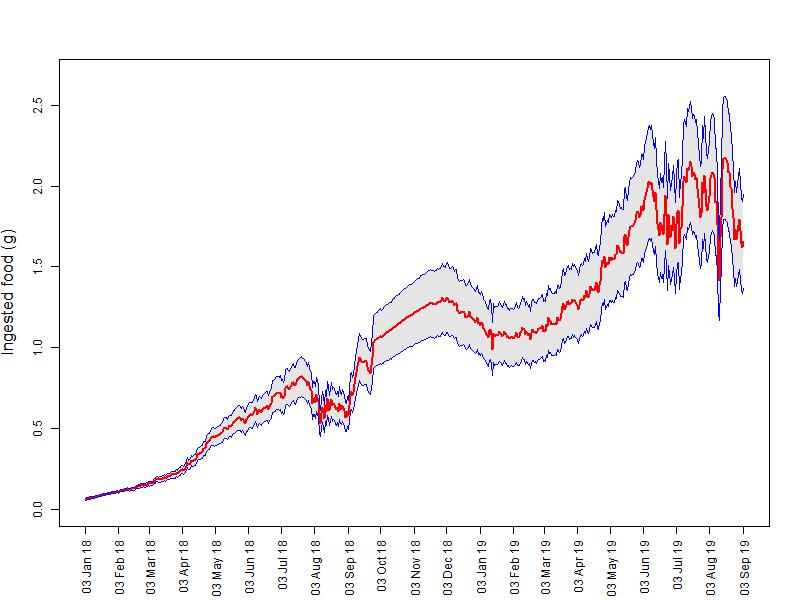 Ingested food (g)
2.5
2.0
1.5
1.0
0.5
0.0
03 Jan 18
03 Feb 18
03 Mar 18
03 Apr 18
03 May 18
03 Jun 18
03 Jul 18
03 Aug 18
03 Sep 18
03 Oct 18
03 Nov 18
03 Dec 18
03 Jan 19
03 Feb 19
03 Mar 19
03 Apr 19
03 May 19
03 Jun 19
03 Jul 19
03 Aug 19
03 Sep 19